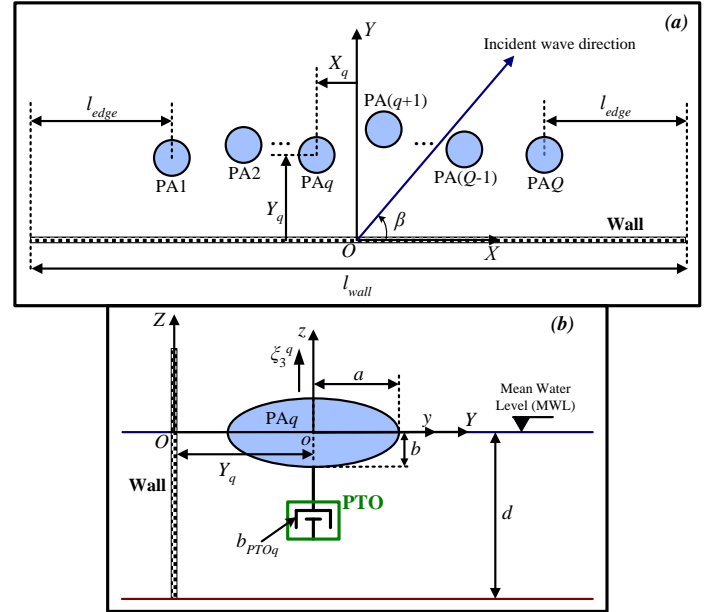 (a)
Y
Incident wave direction
X_q
PA(q+1)
l_edge
l_edge
...
...
PA1
PA2
PAq
PA(Q-1)
PAQ
Y_q
β
Wall
O
X
l_wall
(b)
Z
z
ξ_3^q
a
Mean Water
Level (MWL)
PAq
O
o
y
Y
b
Y_q
Wall
PTO
d
b_PTOq